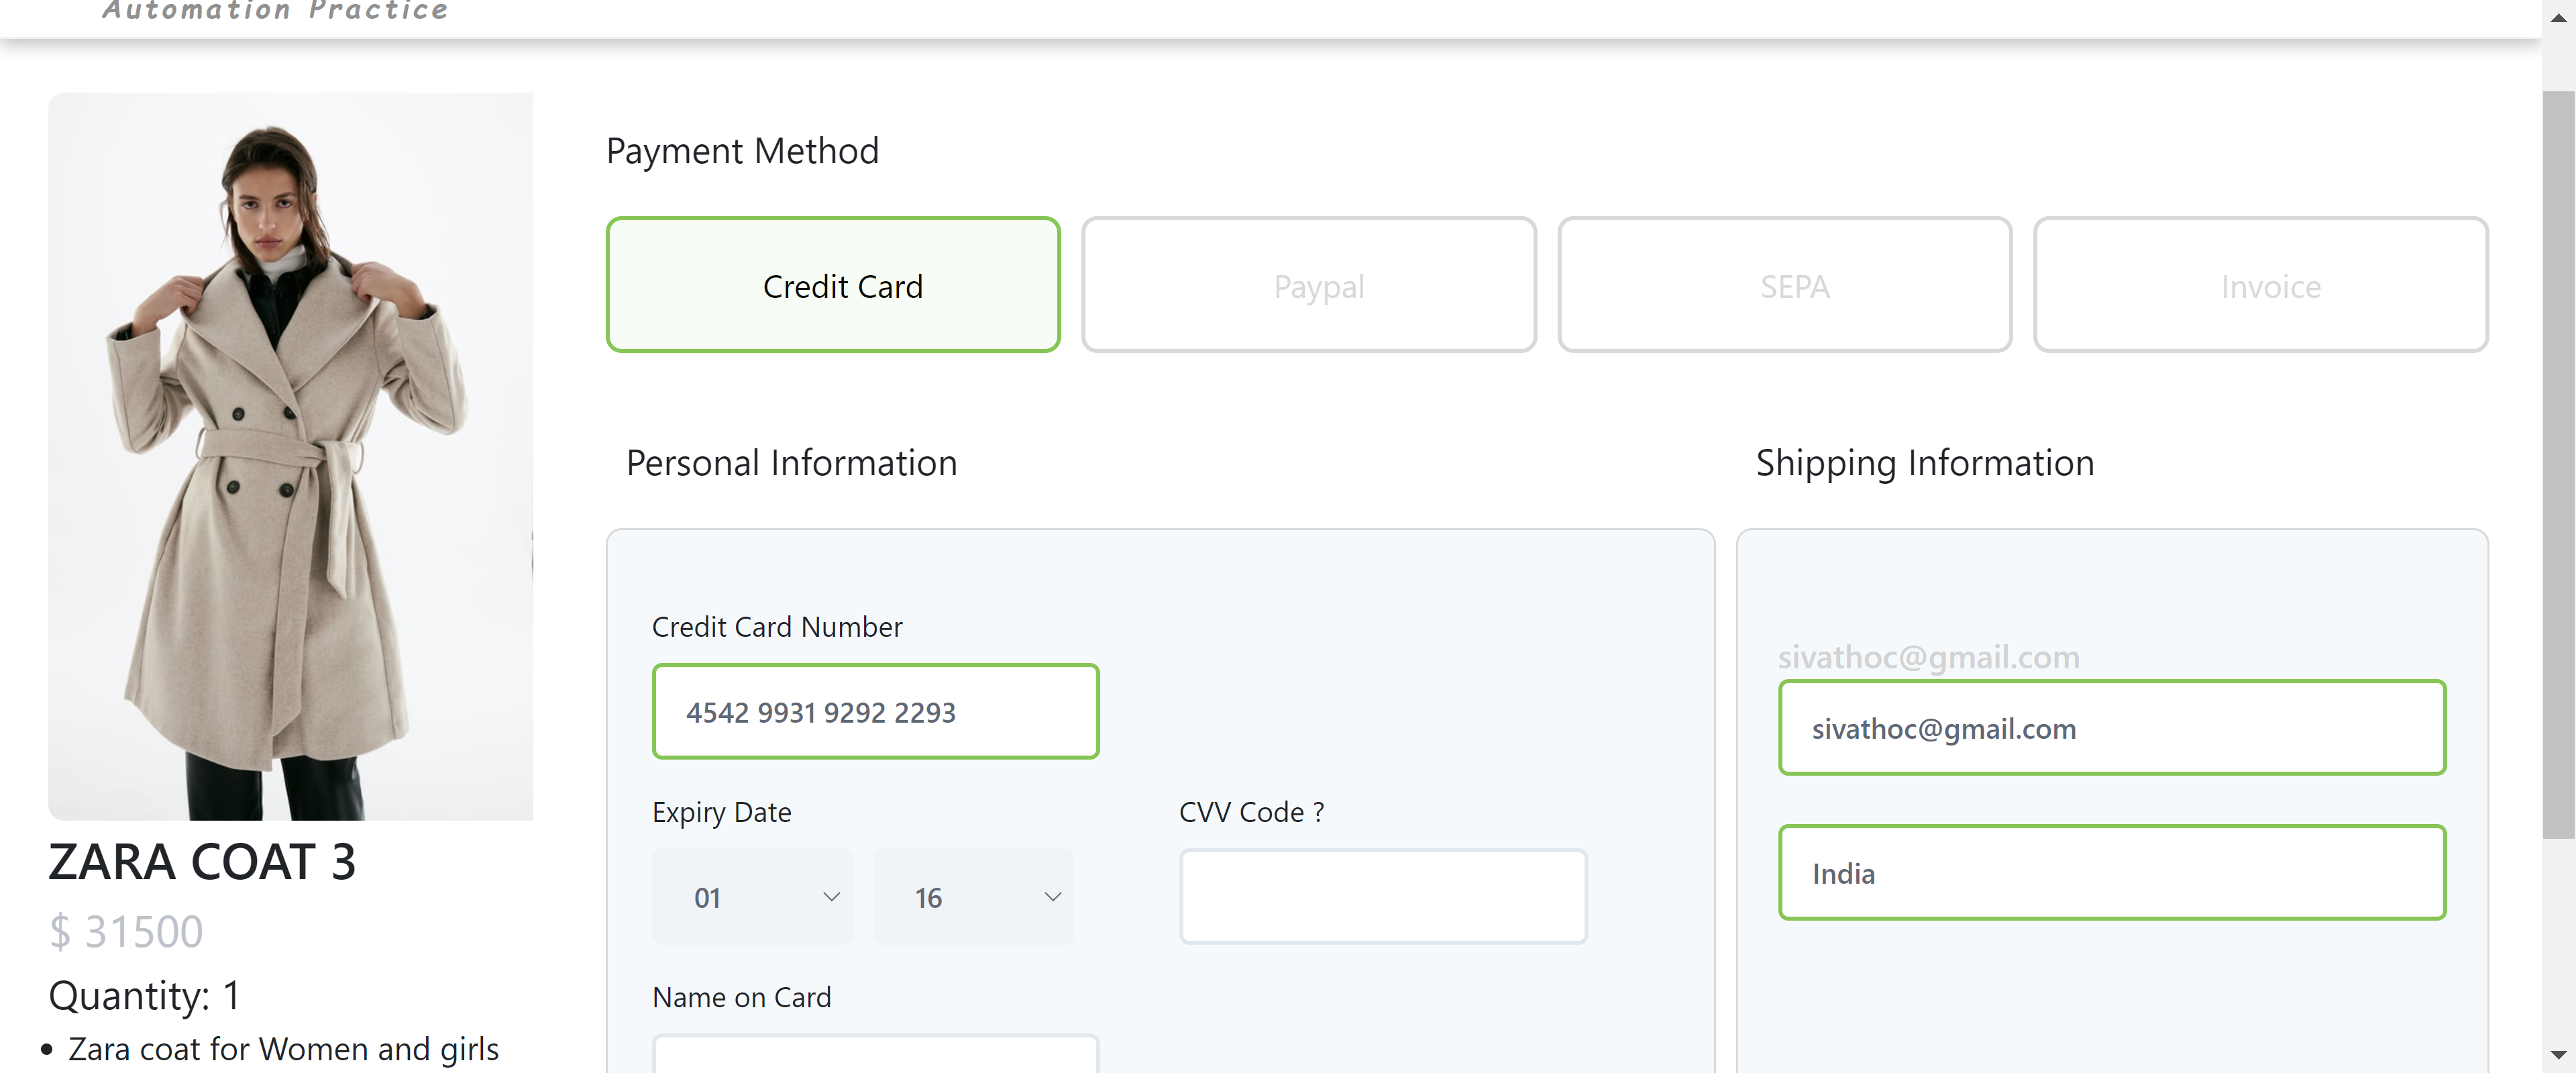 Automation Practice
Payment Method
Credit Card
Paypal
SEPA
Invoice
Personal Information
Shipping Information
Credit Card Number
4542 9931 9292 2293
sivathoc@gmail.com
sivathoc@gmail.com
Expiry Date
CVV Code ?
01
16
India
Name on Card
ZARA COAT 3
$ 31500
Quantity: 1
• Zara coat for Women and girls